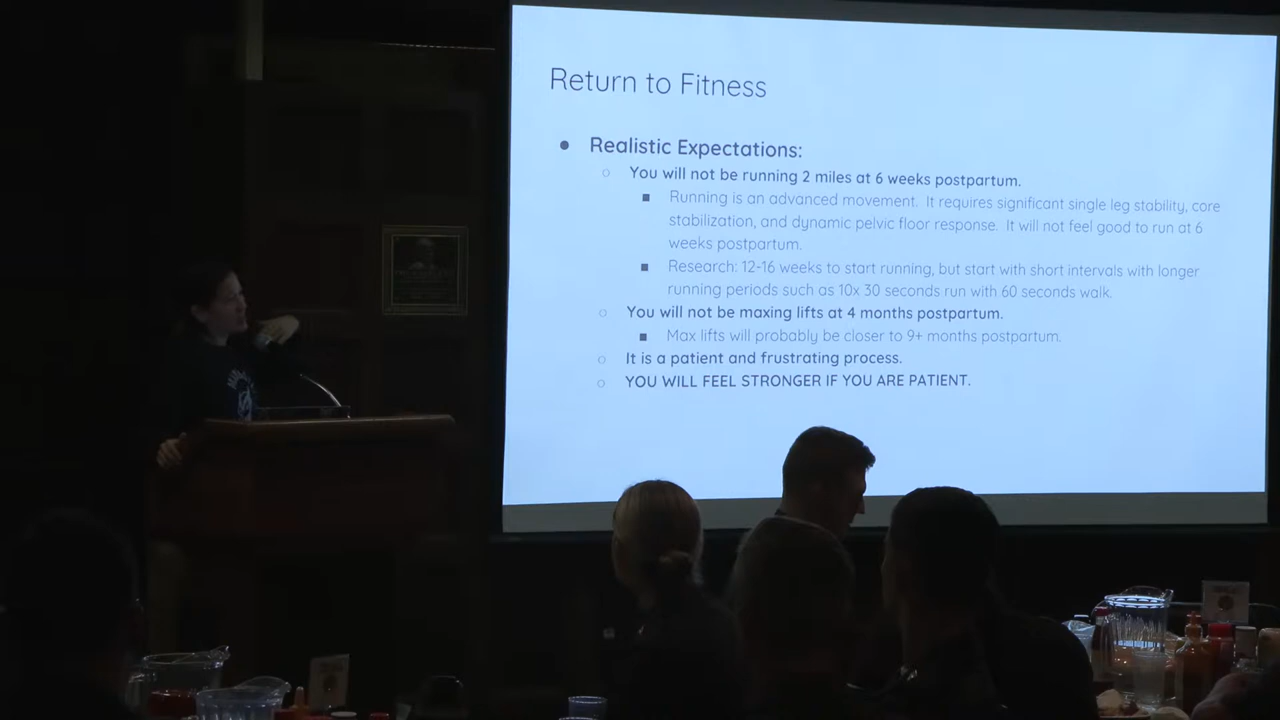 Return to Fitness
● Realistic Expectations:
○ You will not be running 2 miles at 6 weeks postpartum.
■ Running is an advanced movement. It requires significant single leg stability, core
stabilization, and dynamic pelvic floor response. It will not feel good to run at 6
weeks postpartum.
■ Research: 12-16 weeks to start running, but start with short intervals with longer
running periods such as 10x 30 seconds run with 60 seconds walk.
○ You will not be maxing lifts at 4 months postpartum.
■ Max lifts will probably be closer to 9+ months postpartum.
○ It is a patient and frustrating process.
○ YOU WILL FEEL STRONGER IF YOU ARE PATIENT.